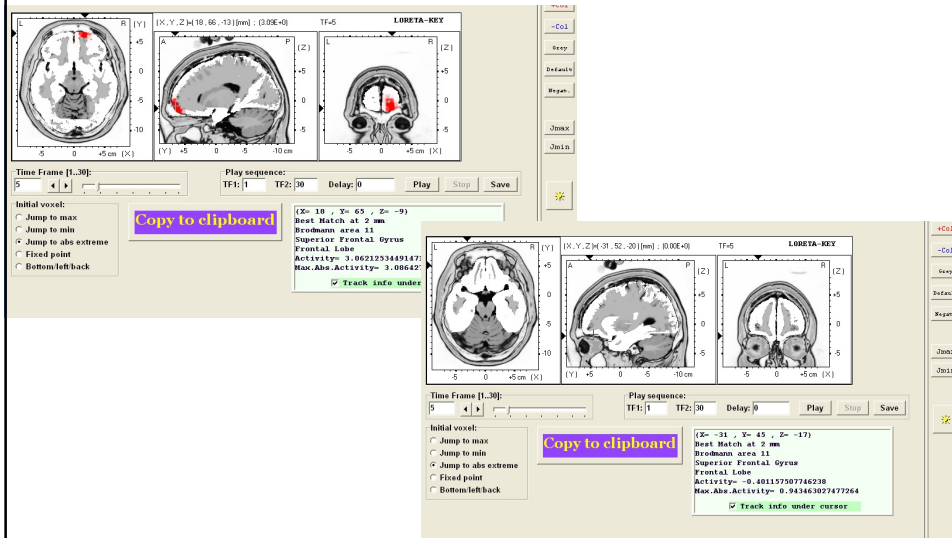 +Col
L R (Y) (X, Y, Z)=( 18 , 66 , -13 ) [mm] ; (3.09E+0) TF=5 LORETA-KEY
-Col
A P (Z) L R (Z)
Grey
+5 +5 +5
Default
0 0 0
Negat.
-5 -5 -5
Jmax
-10
Jmin
-5 0 +5 cm (X) (Y) +5 0 -5 -10 cm -5 0 +5 cm (X)
Time Frame [1..30]:
5
Play sequence:
TF1: 1 TF2: 30 Delay: 0 Play Stop Save
Initial voxel:
Jump to max
Jump to min
Jump to abs extreme
Fixed point
Bottom/left/back
Copy to clipboard
(X= 18 , Y= 65 , Z= -9)
Best Match at 2 mm
Brodmann area 11
Superior Frontal Gyrus
Frontal Lobe
Activity= 3.0621253449147
Max.Abs.Activity= 3.0864
Track info under
+Col
L R (Y) (X, Y, Z)=( -31 , 52 , -20 ) [mm] ; (0.00E+0) TF=5 LORETA-KEY
-Col
A P (Z) L R (Z)
Grey
+5 +5 +5
Defau
0 0 0
Negat
-5 -5 -5
Jmax
-10
Jmin
-5 0 +5 cm (X) (Y) +5 0 -5 -10 cm -5 0 +5 cm (X)
Time Frame [1..30]:
5
Play sequence:
TF1: 1 TF2: 30 Delay: 0 Play Stop Save
Initial voxel:
Jump to max
Jump to min
Jump to abs extreme
Fixed point
Bottom/left/back
Copy to clipboard
(X= -31 , Y= 45 , Z= -17)
Best Match at 2 mm
Brodmann area 11
Superior Frontal Gyrus
Frontal Lobe
Activity= -0.401157507746238
Max.Abs.Activity= 0.943463027477264
Track info under cursor